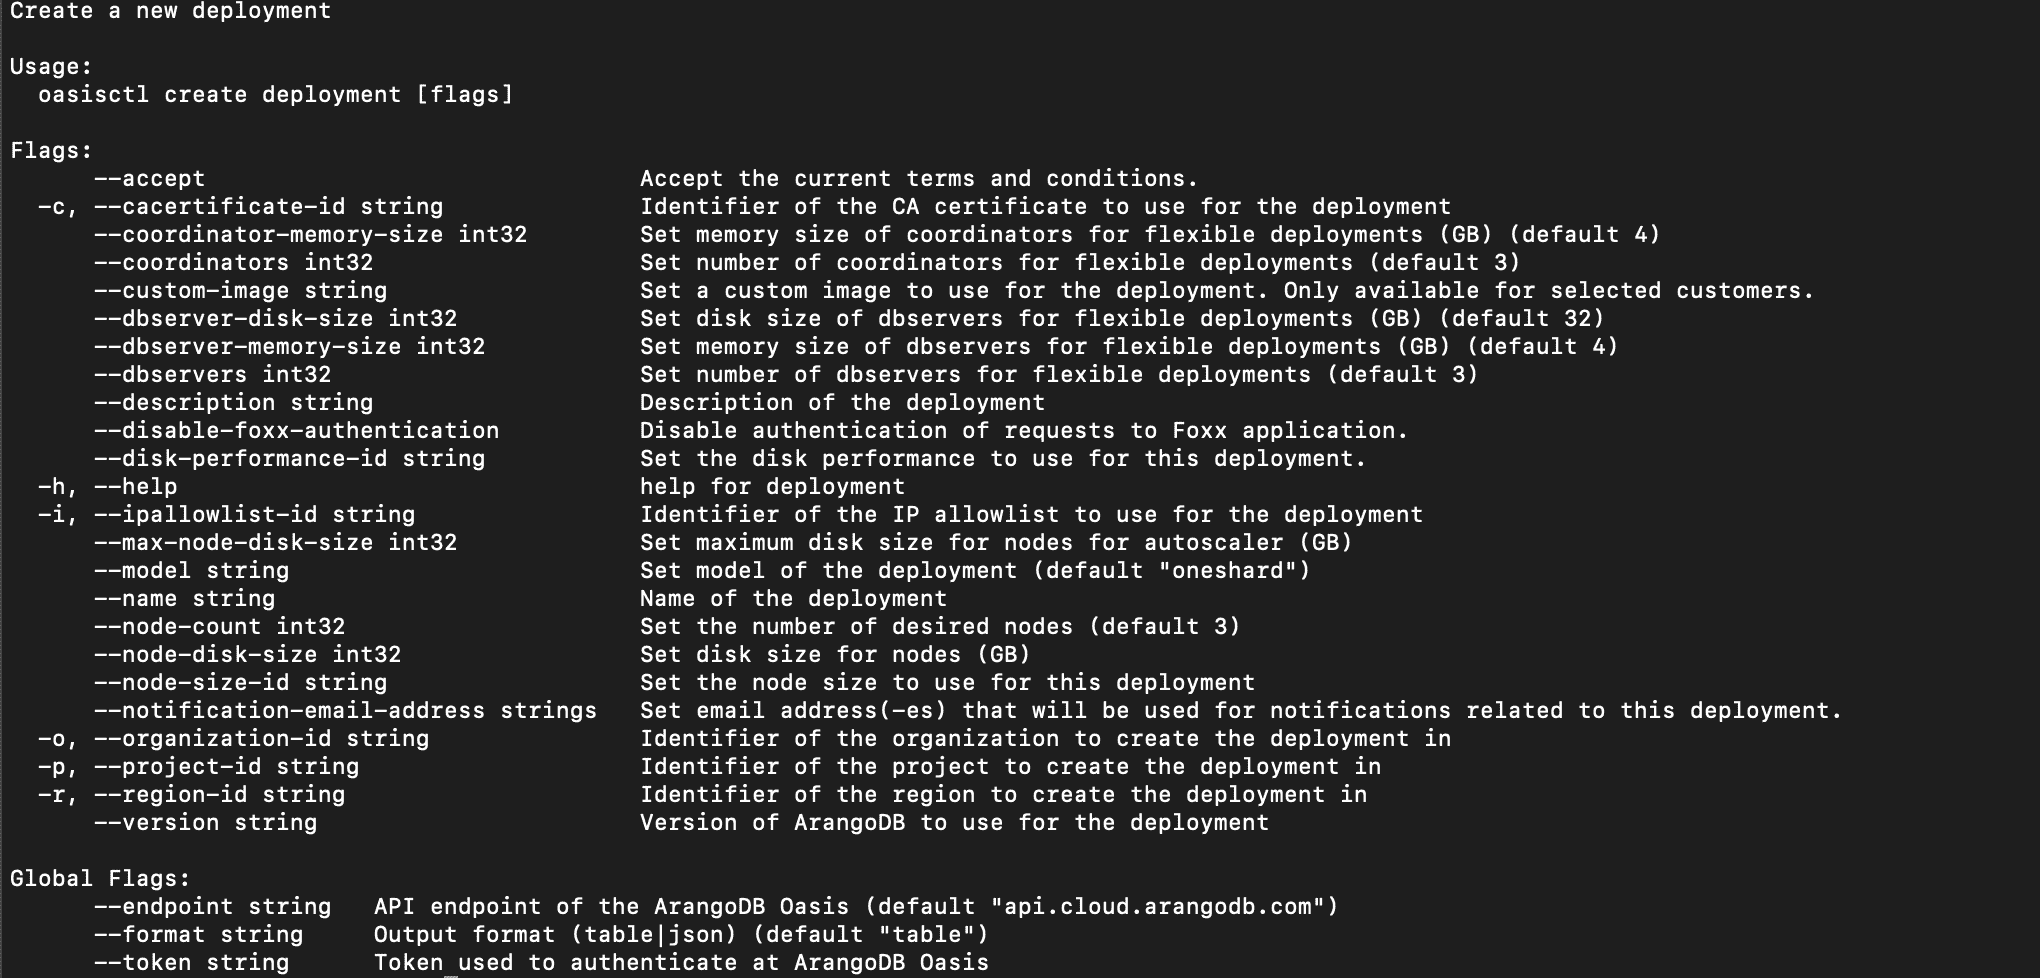 Create a new deployment

Usage:
  oasisctl create deployment [flags]

Flags:
      --accept                               Accept the current terms and conditions.
  -c, --cacertificate-id string              Identifier of the CA certificate to use for the deployment
      --coordinator-memory-size int32        Set memory size of coordinators for flexible deployments (GB) (default 4)
      --coordinators int32                   Set number of coordinators for flexible deployments (default 3)
      --custom-image string                  Set a custom image to use for the deployment. Only available for selected customers.
      --dbserver-disk-size int32             Set disk size of dbservers for flexible deployments (GB) (default 32)
      --dbserver-memory-size int32           Set memory size of dbservers for flexible deployments (GB) (default 4)
      --dbservers int32                      Set number of dbservers for flexible deployments (default 3)
      --description string                   Description of the deployment
      --disable-foxx-authentication          Disable authentication of requests to Foxx application.
      --disk-performance-id string           Set the disk performance to use for this deployment.
  -h, --help                                 help for deployment
  -i, --ipallowlist-id string                Identifier of the IP allowlist to use for the deployment
      --max-node-disk-size int32             Set maximum disk size for nodes for autoscaler (GB)
      --model string                         Set model of the deployment (default "oneshard")
      --name string                          Name of the deployment
      --node-count int32                     Set the number of desired nodes (default 3)
      --node-disk-size int32                 Set disk size for nodes (GB)
      --node-size-id string                  Set the node size to use for this deployment
      --notification-email-address strings   Set email address(-es) that will be used for notifications related to this deployment.
  -o, --organization-id string               Identifier of the organization to create the deployment in
  -p, --project-id string                    Identifier of the project to create the deployment in
  -r, --region-id string                     Identifier of the region to create the deployment in
      --version string                       Version of ArangoDB to use for the deployment

Global Flags:
      --endpoint string   API endpoint of the ArangoDB Oasis (default "api.cloud.arangodb.com")
      --format string     Output format (table|json) (default "table")
      --token string      Token used to authenticate at ArangoDB Oasis